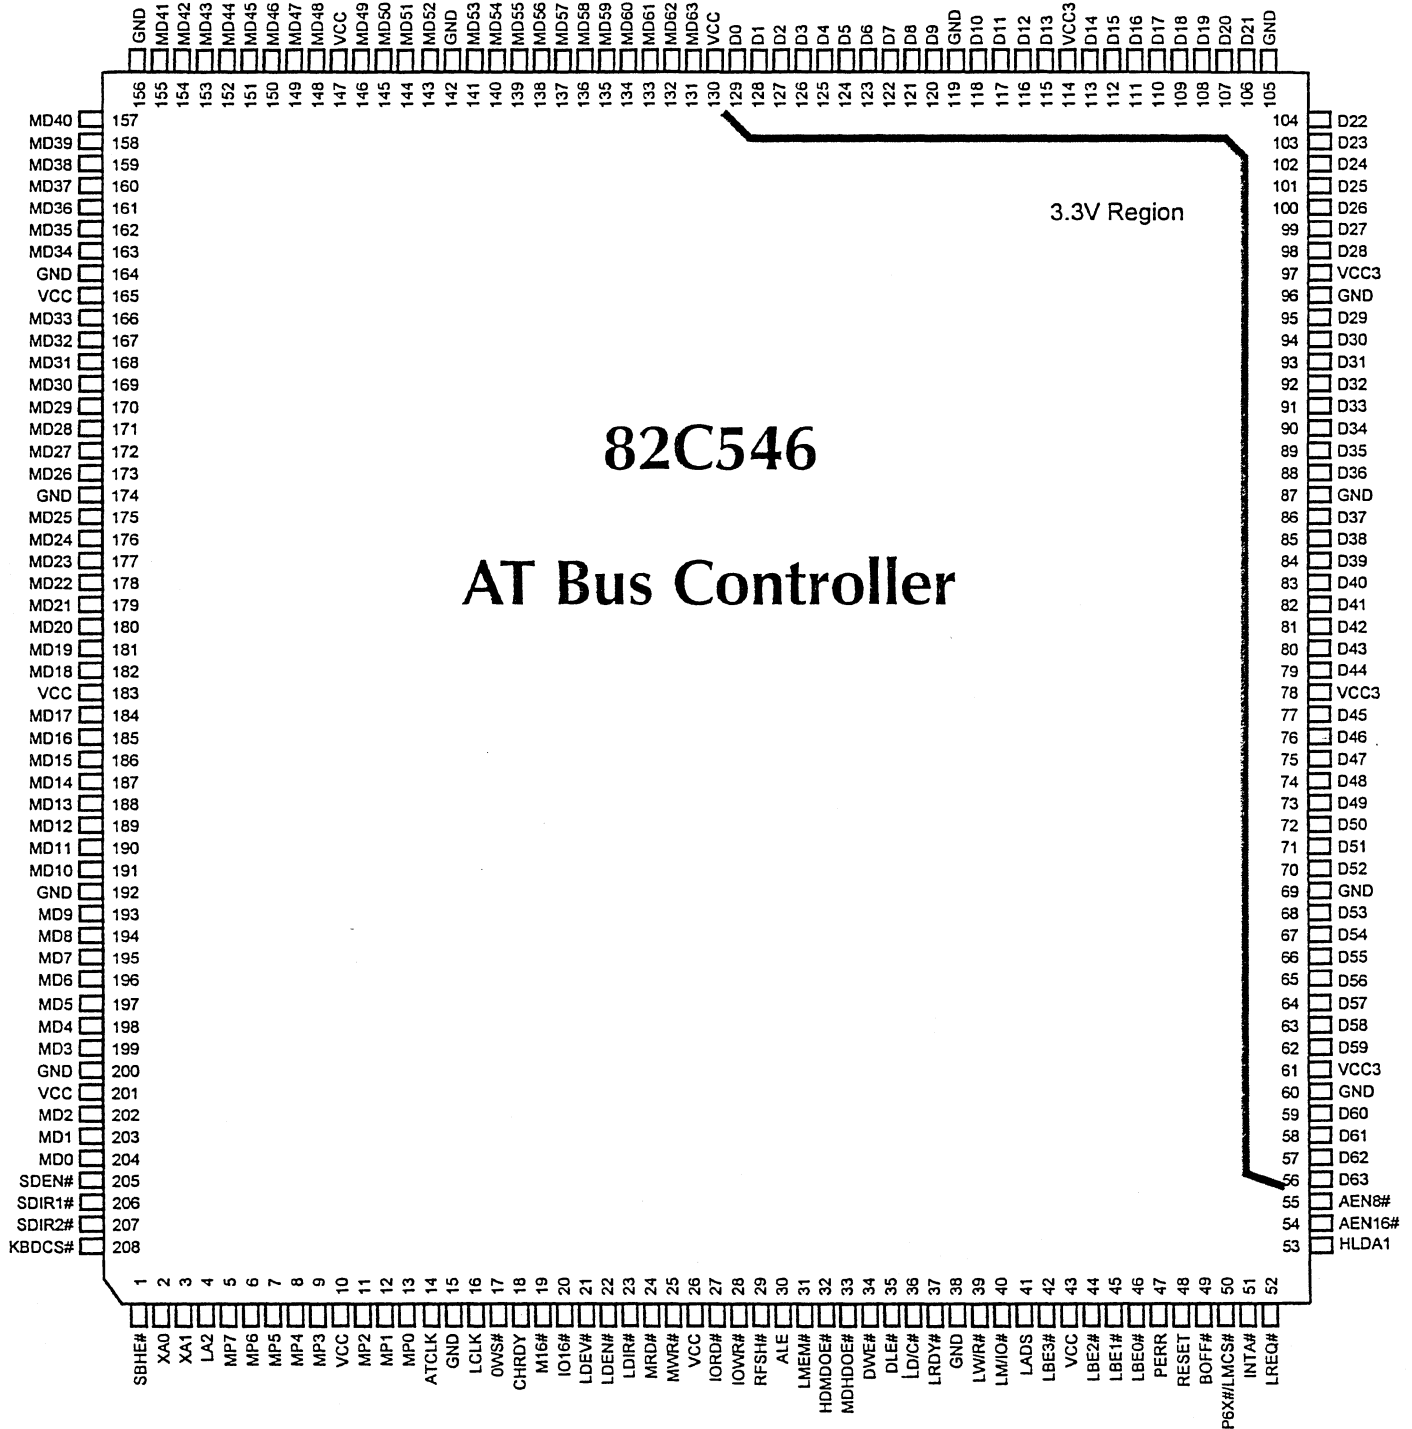 GND MD41 MD42 MD43 MD44 MD45 MD46 MD47 MD48 VCC MD49 MD50 MD51 MD52 GND MD53 MD54 MD55 MD56 MD57 MD58 MD59 MD60 MD61 MD62 MD63 VCC D0 D1 D2 D3 D4 D5 D6 D7 D8 D9 GND D10 D11 D12 D13 VCC3 D14 D15 D16 D17 D18 D19 D20 D21 GND
156 155 154 153 152 151 150 149 148 147 146 145 144 143 142 141 140 139 138 137 136 135 134 133 132 131 130 129 128 127 126 125 124 123 122 121 120 119 118 117 116 115 114 113 112 111 110 109 108 107 106 105
MD40 157 104 D22
MD39 158 103 D23
MD38 159 102 D24
MD37 160 101 D25
MD36 161 3.3V Region 100 D26
MD35 162 99 D27
MD34 163 98 D28
GND 164 97 VCC3
VCC 165 96 GND
MD33 166 95 D29
MD32 167 94 D30
MD31 168 93 D31
MD30 169 92 D32
MD29 170 91 D33
MD28 171 90 D34
MD27 172 82C546 89 D35
MD26 173 88 D36
GND 174 87 GND
MD25 175 86 D37
MD24 176 85 D38
MD23 177 84 D39
MD22 178 AT Bus Controller 83 D40
MD21 179 82 D41
MD20 180 81 D42
MD19 181 80 D43
MD18 182 79 D44
VCC 183 78 VCC3
MD17 184 77 D45
MD16 185 76 D46
MD15 186 75 D47
MD14 187 74 D48
MD13 188 73 D49
MD12 189 72 D50
MD11 190 71 D51
MD10 191 70 D52
GND 192 69 GND
MD9 193 68 D53
MD8 194 67 D54
MD7 195 66 D55
MD6 196 65 D56
MD5 197 64 D57
MD4 198 63 D58
MD3 199 62 D59
GND 200 61 VCC3
VCC 201 60 GND
MD2 202 59 D60
MD1 203 58 D61
MD0 204 57 D62
SDEN# 205 56 D63
SDIR1# 206 55 AEN8#
SDIR2# 207 54 AEN16#
KBDCS# 208 53 HLDA1
1 2 3 4 5 6 7 8 9 10 11 12 13 14 15 16 17 18 19 20 21 22 23 24 25 26 27 28 29 30 31 32 33 34 35 36 37 38 39 40 41 42 43 44 45 46 47 48 49 50 51 52
SBHE# XA0 XA1 LA2 MP7 MP6 MP5 MP4 MP3 VCC MP2 MP1 MP0 ATCLK GND LCLK 0WS# CHRDY M16# IO16# LDEV# LDEN# LDIR# MRD# MWR# VCC IORD# IOWR# RFSH# ALE LMEM# HDMDOE# MDHDOE# DWE# DLE# LD/C# LRDY# GND LW/R# LM/IO# LADS LBE3# VCC LBE2# LBE1# LBE0# PERR RESET BOFF# P6X#/LMCS# INTA# LREQ#